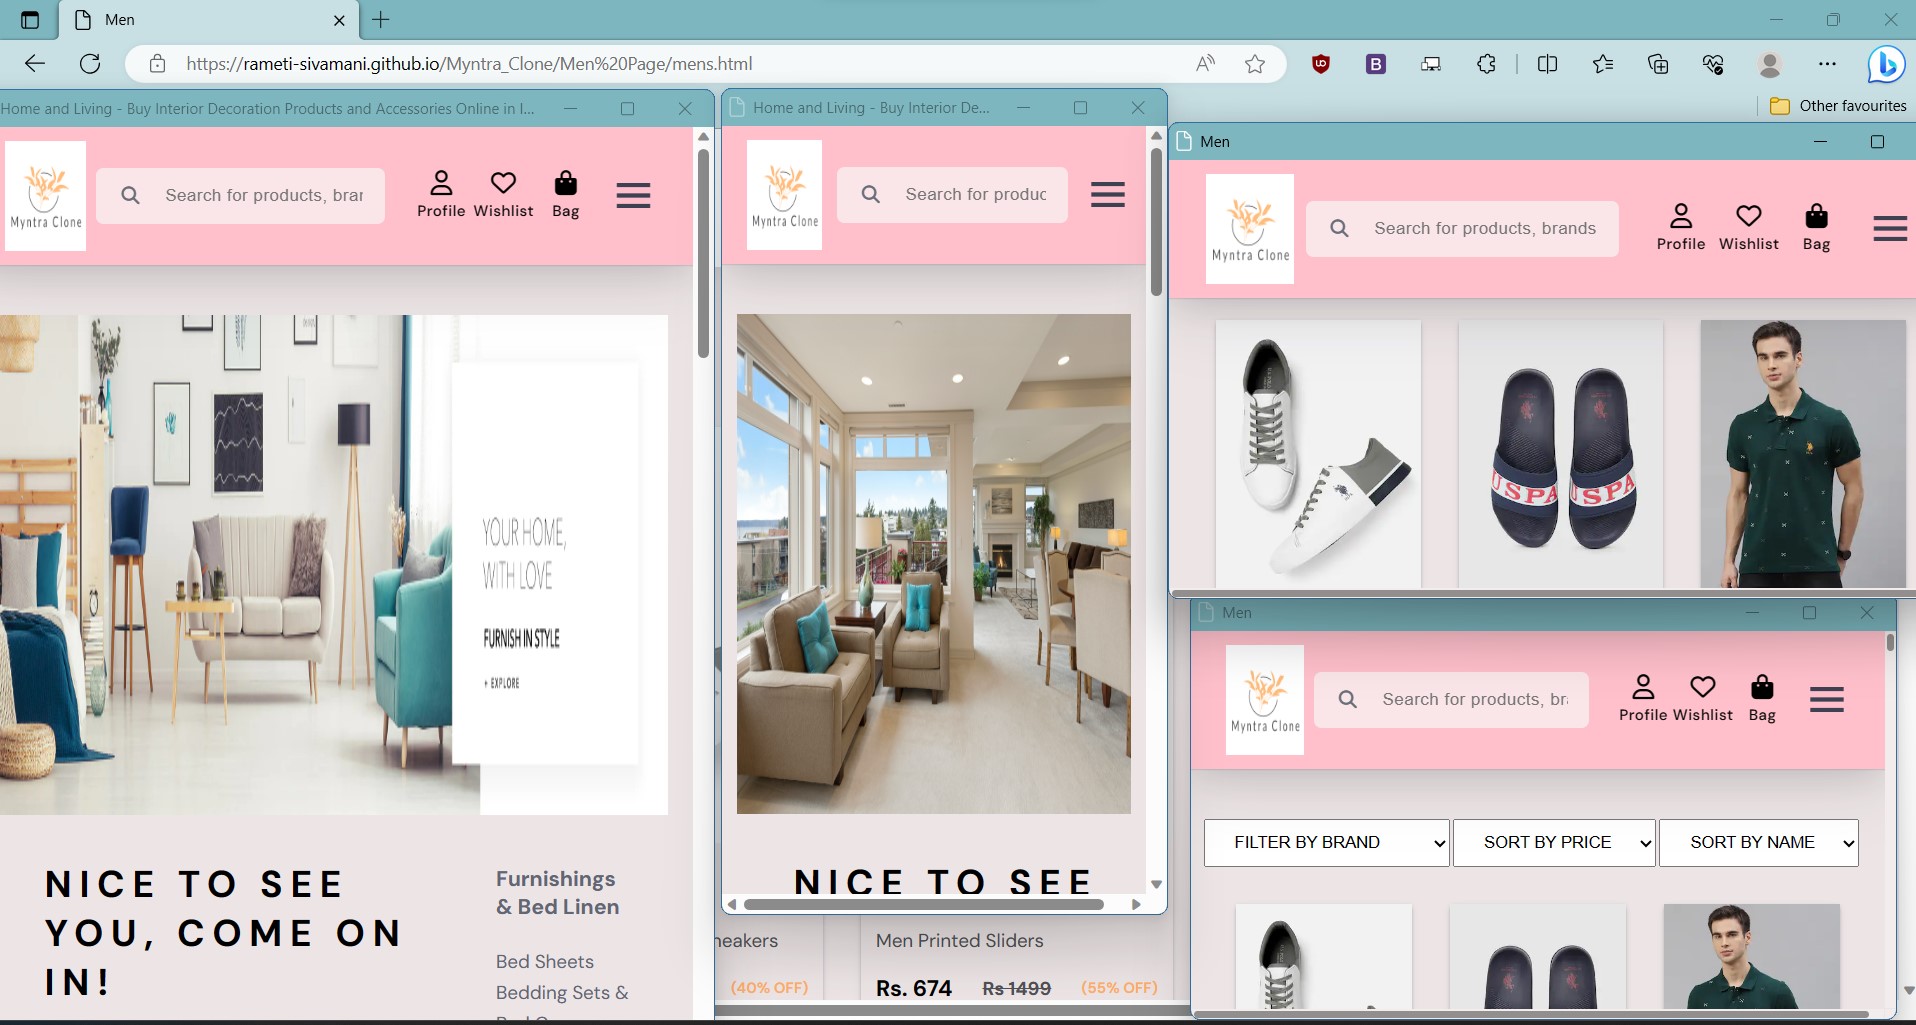 Men
https://rameti-sivamani.github.io/Myntra_Clone/Men%20Page/mens.html
Other favourites
Home and Living - Buy Interior Decoration Products and Accessories Online in I...
Myntra Clone
Search for products, brar
Profile
Wishlist
Bag
YOUR HOME,
WITH LOVE
FURNISH IN STYLE
+ EXPLORE
NICE TO SEE
YOU, COME ON
IN!
Furnishings
& Bed Linen
Bed Sheets
Bedding Sets &
Home and Living - Buy Interior De...
Myntra Clone
Search for produc
NICE TO SEE
neakers
(40% OFF)
Men Printed Sliders
Rs. 674
Rs 1499
(55% OFF)
Men
Myntra Clone
Search for products, brands
Profile
Wishlist
Bag
USPA
USPA
Men
Myntra Clone
Search for products, br
Profile
Wishlist
Bag
FILTER BY BRAND
SORT BY PRICE
SORT BY NAME